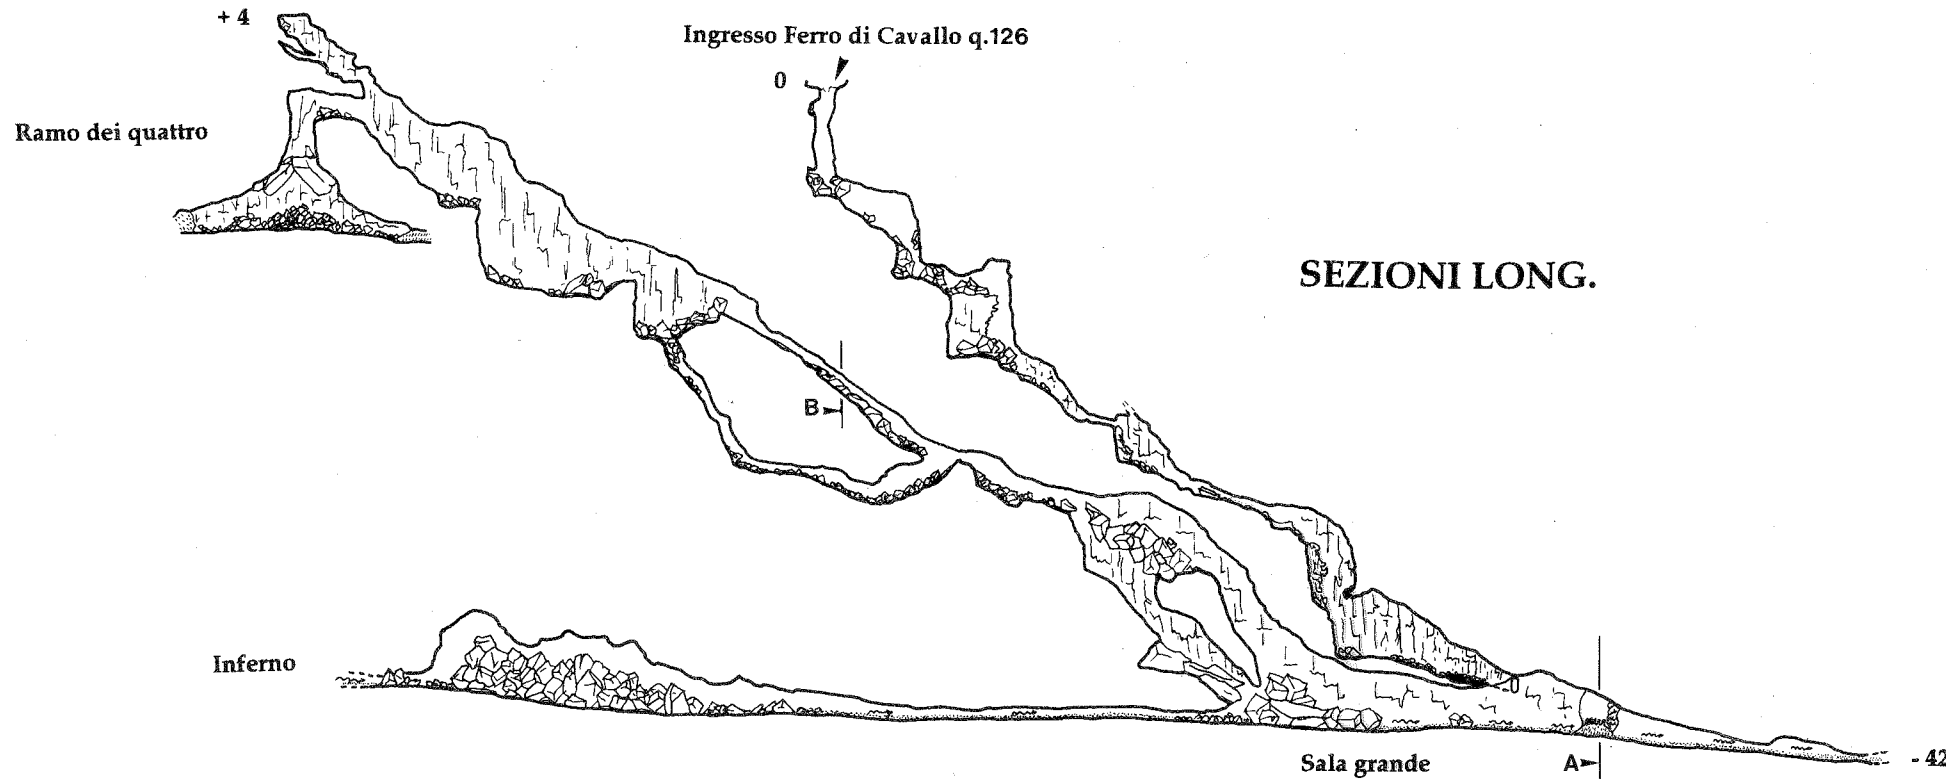 + 4
Ingresso Ferro di Cavallo q.126
0
Ramo dei quattro
SEZIONI LONG.
B
Inferno
Sala grande
A
- 42